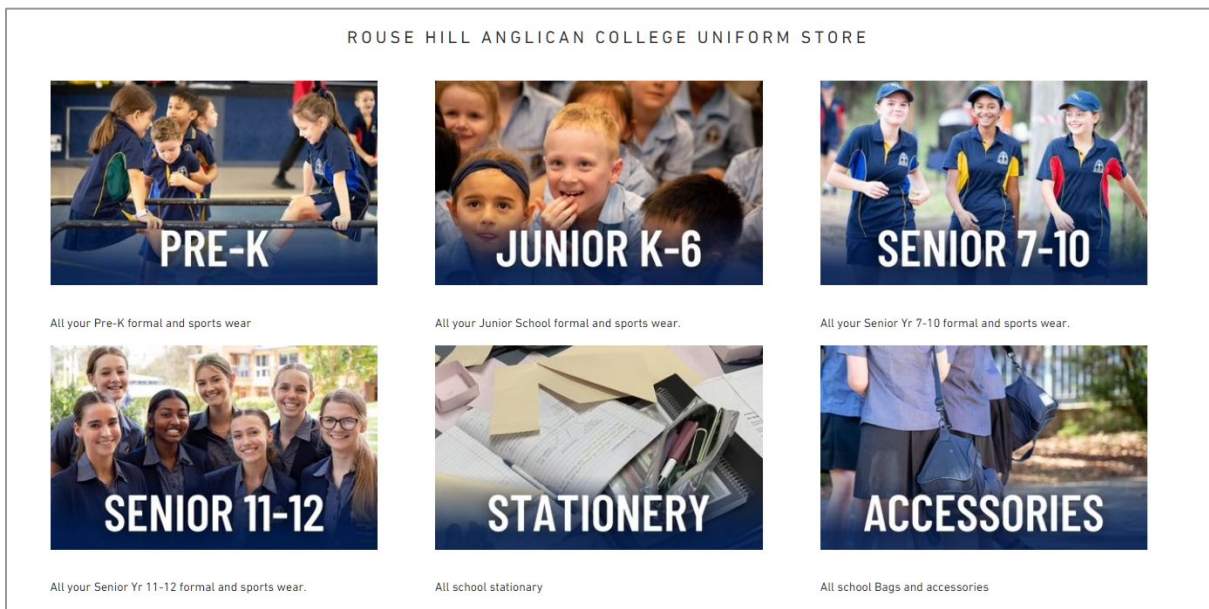 ROUSE HILL ANGLICAN COLLEGE UNIFORM STORE
PRE-K
JUNIOR K-6
SENIOR 7-10
All your Pre-K formal and sports wear
All your Junior School formal and sports wear.
All your Senior Yr 7-10 formal and sports wear.
SENIOR 11-12
STATIONERY
ACCESSORIES
All your Senior Yr 11-12 formal and sports wear.
All school stationary
All school Bags and accessories